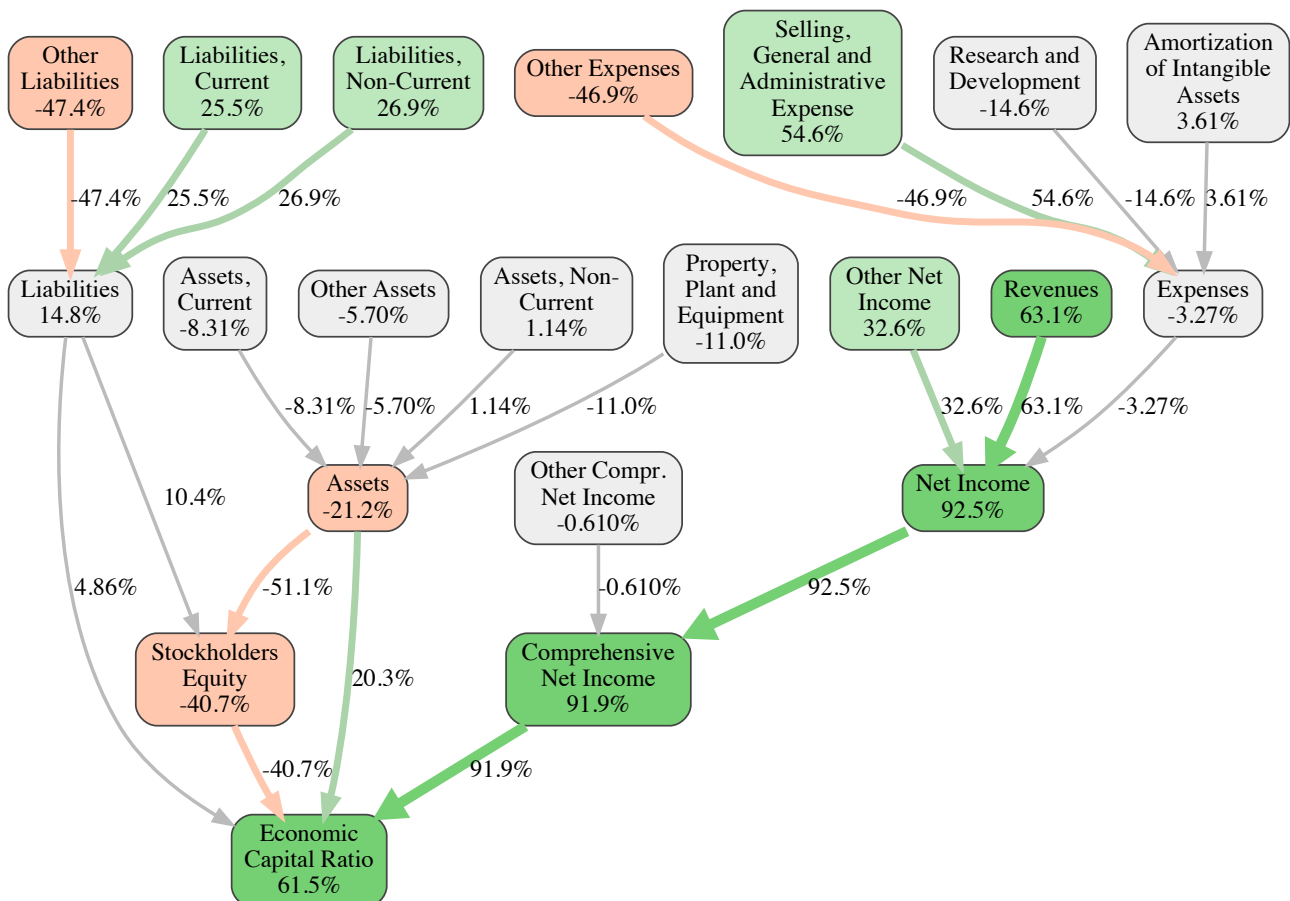 Other
Liabilities
-47.4%
Liabilities,
Current
25.5%
Liabilities,
Non-Current
26.9%
Other Expenses
-46.9%
Selling,
General and
Administrative
Expense
54.6%
Research and
Development
-14.6%
Amortization
of Intangible
Assets
3.61%
-47.4%
25.5%
26.9%
-46.9%
54.6%
-14.6%
3.61%
Liabilities
14.8%
Assets,
Current
-8.31%
Other Assets
-5.70%
Assets, Non-
Current
1.14%
Property,
Plant and
Equipment
-11.0%
Other Net
Income
32.6%
Revenues
63.1%
Expenses
-3.27%
-8.31%
-5.70%
1.14%
-11.0%
32.6%
63.1%
-3.27%
10.4%
Assets
-21.2%
Other Compr.
Net Income
-0.610%
Net Income
92.5%
4.86%
-51.1%
-0.610%
92.5%
Stockholders
Equity
-40.7%
20.3%
Comprehensive
Net Income
91.9%
-40.7%
91.9%
Economic
Capital Ratio
61.5%